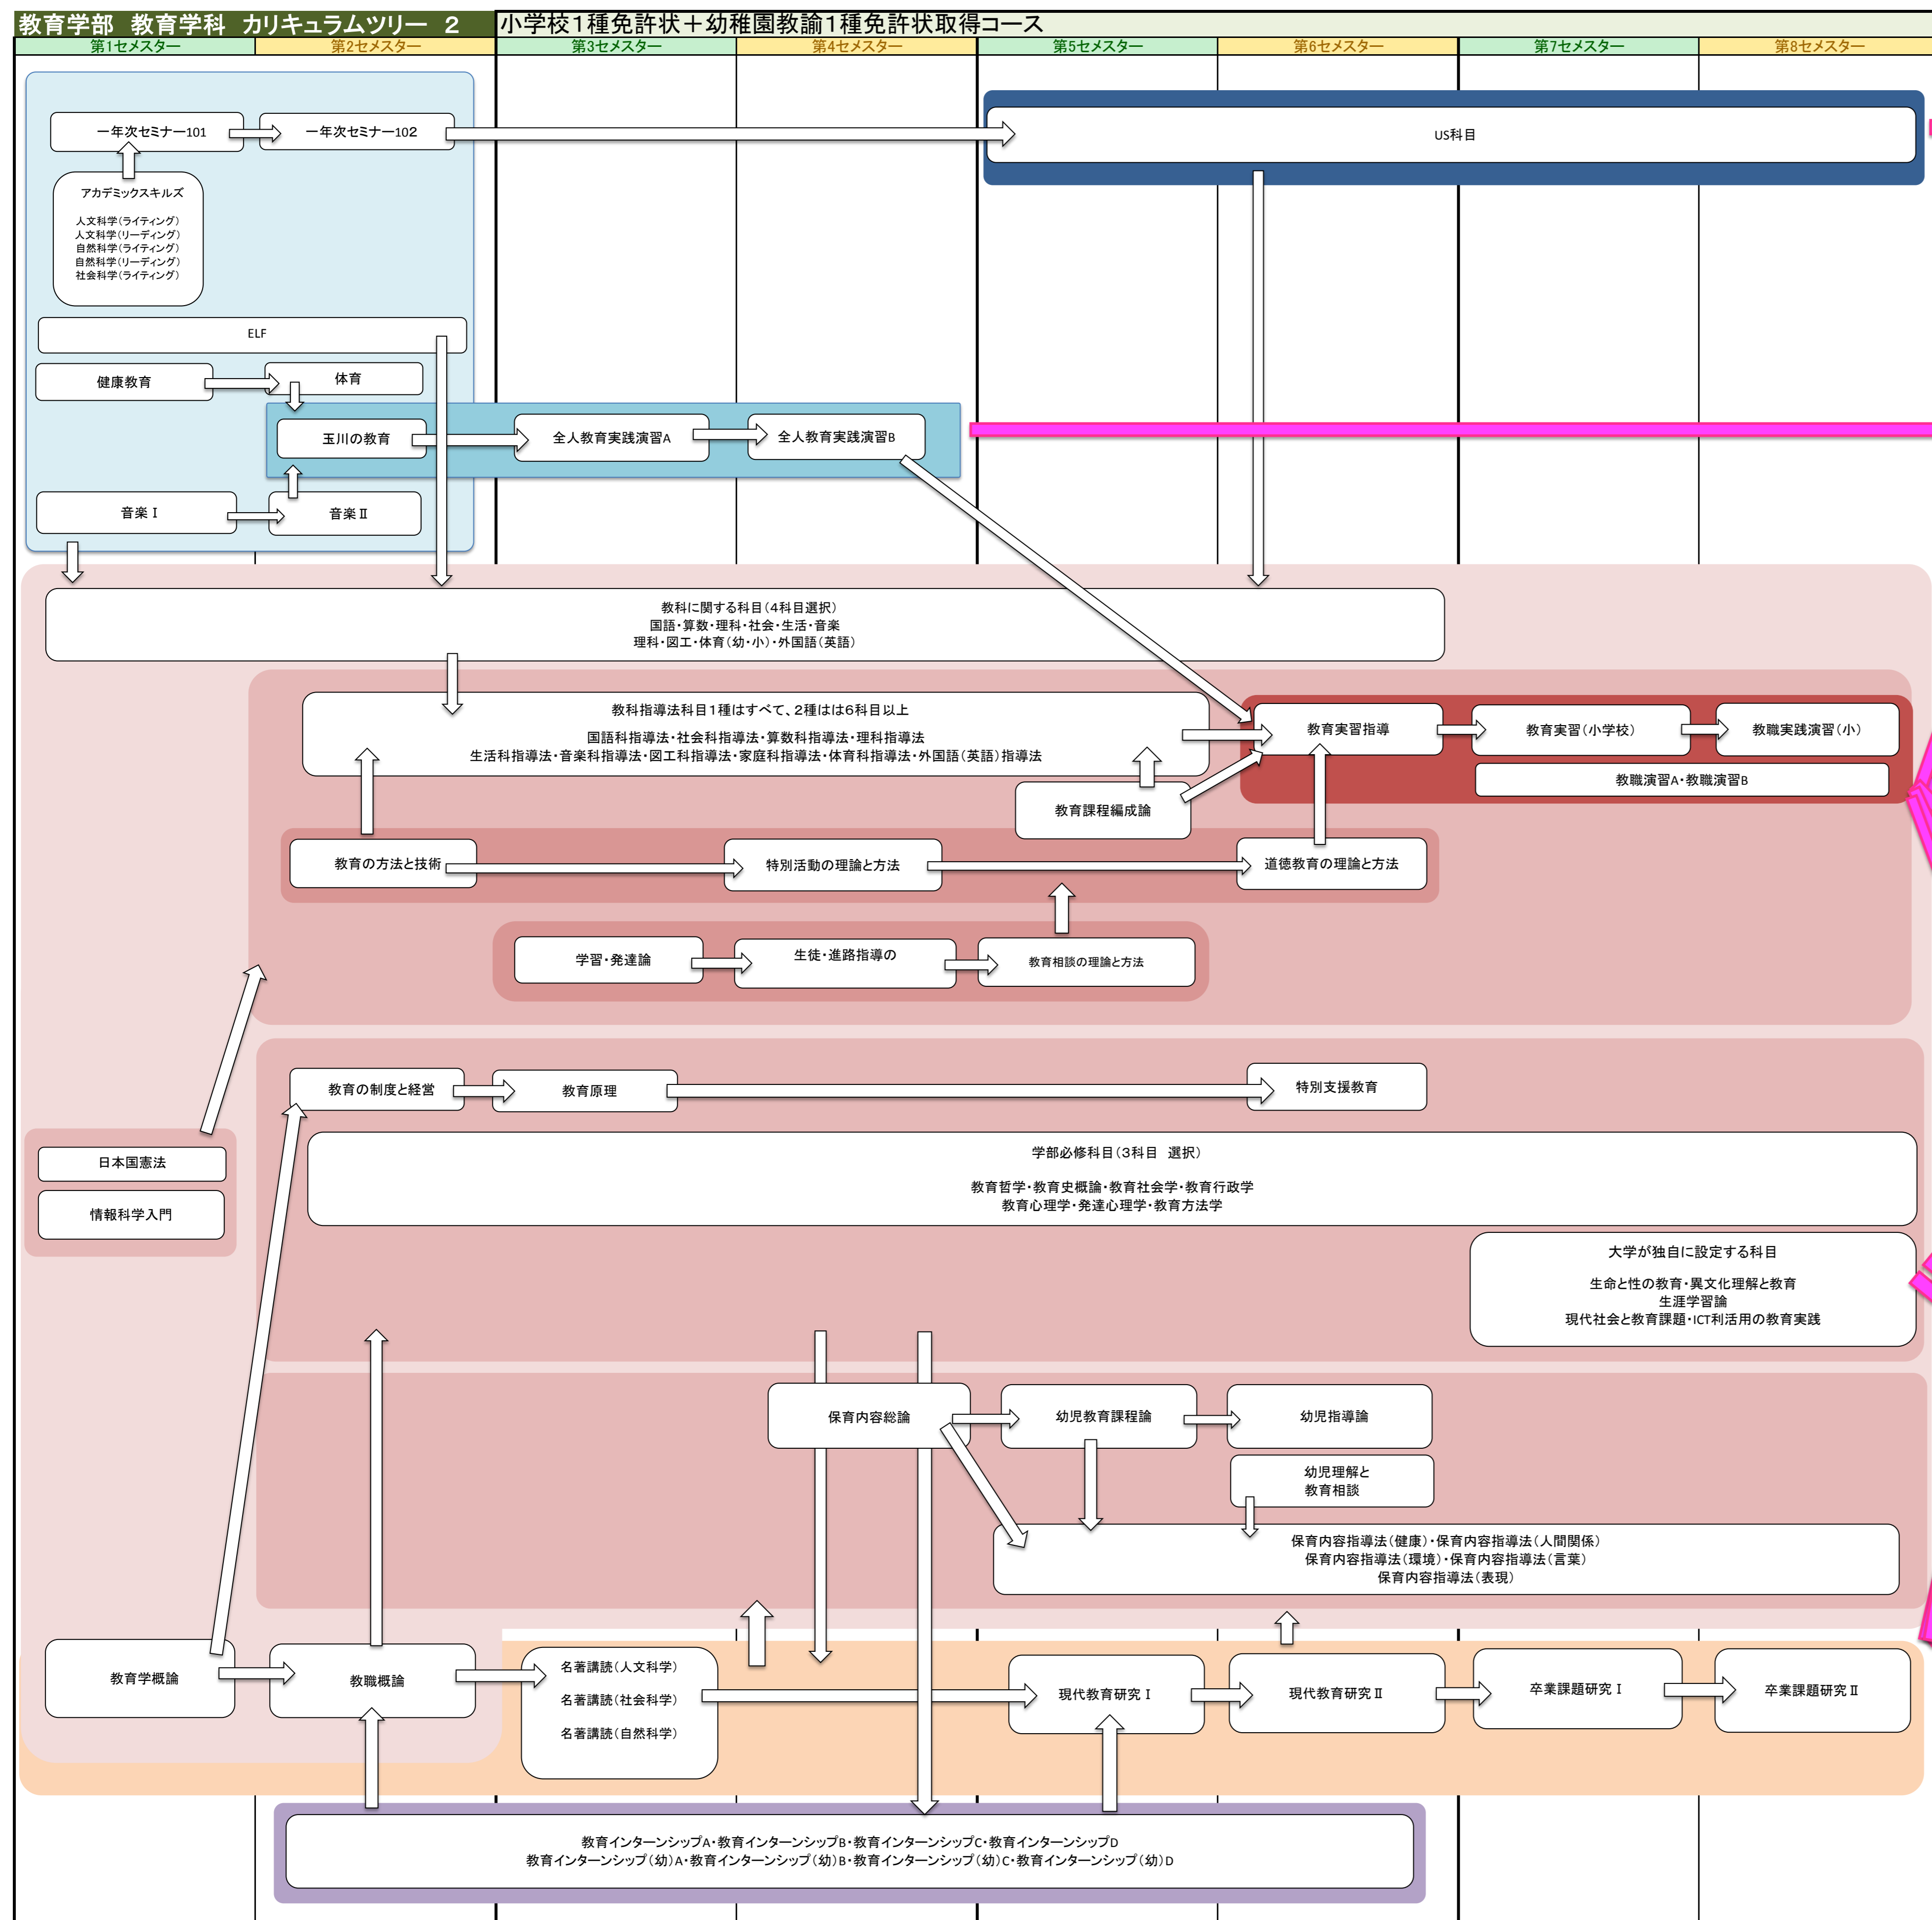 教育学部　教育学科　カリキュラムツリー　２
小学校１種免許状＋幼稚園教諭１種免許状取得コース
第1セメスター
第2セメスター
第3セメスター
第4セメスター
第5セメスター
第6セメスター
第7セメスター
第8セメスター
一年次セミナー101
一年次セミナー102
US科目
アカデミックスキルズ
人文科学（ライティング）
人文科学（リーディング）
自然科学（ライティング）
自然科学（リーディング）
社会科学（ライティング）
ELF
健康教育
体育
玉川の教育
全人教育実践演習A
全人教育実践演習B
音楽Ⅰ
音楽Ⅱ
教科に関する科目（４科目選択）
国語・算数・理科・社会・生活・音楽
理科・図工・体育（幼・小）・外国語（英語）
教科指導法科目１種はすべて、２種はは６科目以上
国語科指導法・社会科指導法・算数科指導法・理科指導法
生活科指導法・音楽科指導法・図工科指導法・家庭科指導法・体育科指導法・外国語（英語）指導法
教育実習指導
教育実習（小学校）
教職実践演習（小）
教職演習A・教職演習B
教育課程編成論
教育の方法と技術
特別活動の理論と方法
道徳教育の理論と方法
学習・発達論
生徒・進路指導の
教育相談の理論と方法
教育の制度と経営
教育原理
特別支援教育
日本国憲法
情報科学入門
学部必修科目（３科目　選択）
教育哲学・教育史概論・教育社会学・教育行政学
教育心理学・発達心理学・教育方法学
大学が独自に設定する科目
生命と性の教育・異文化理解と教育
生涯学習論
現代社会と教育課題・ICT利活用の教育実践
保育内容総論
幼児教育課程論
幼児指導論
幼児理解と
教育相談
保育内容指導法（健康）・保育内容指導法（人間関係）
保育内容指導法（環境）・保育内容指導法（言葉）
保育内容指導法（表現）
教育学概論
教職概論
名著講読（人文科学）
名著講読（社会科学）
名著講読（自然科学）
現代教育研究Ⅰ
現代教育研究Ⅱ
卒業課題研究Ⅰ
卒業課題研究Ⅱ
教育インターンシップA・教育インターンシップB・教育インターンシップC・教育インターンシップD
教育インターンシップ（幼）A・教育インターンシップ（幼）B・教育インターンシップ（幼）C・教育インターンシップ（幼）D